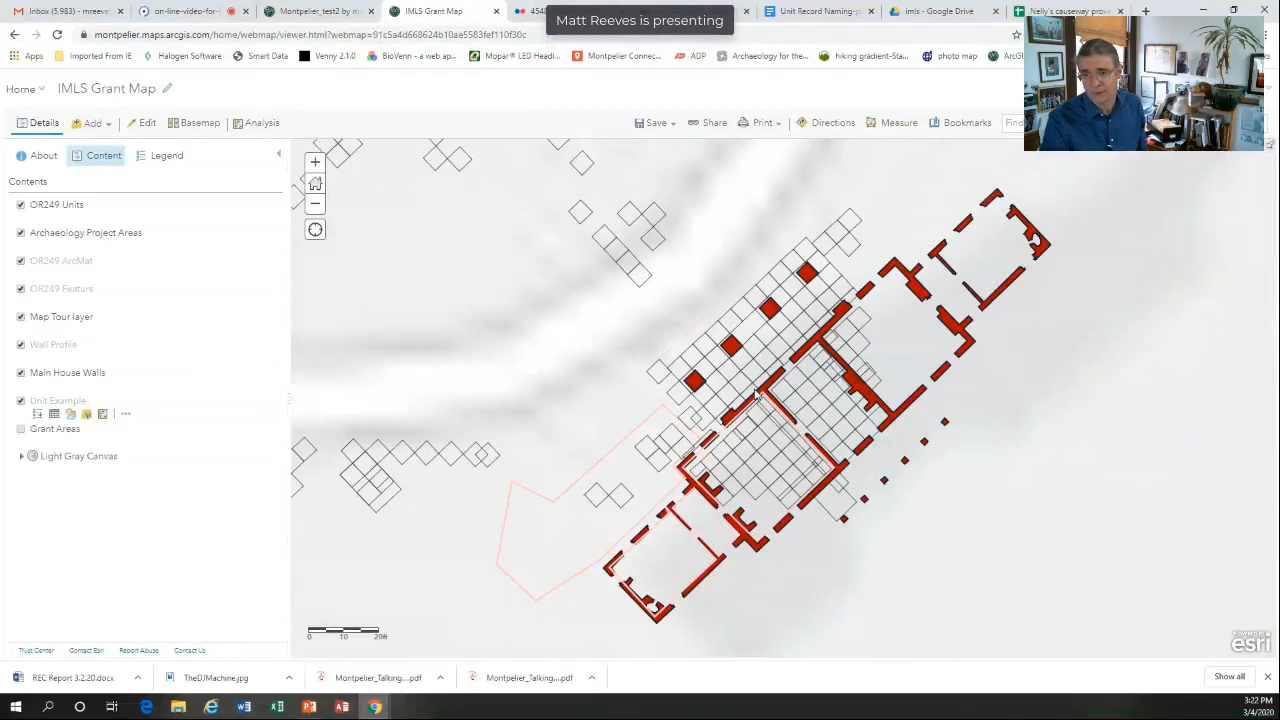 Inbox (5,983) - mreeve
on-line-video-for-i
Montpelier_test2 by m
IMLS Grant Map
Matt Reeves is presenting
Unit Record Naming-p
imls - Google Drive
Nelly's causeway prov
montpelier.maps.arcgis.com/home/webmap/viewer.html?webmap=91c5a4d668624b10ae5583fef110f30c
Apps
Imported From IE
Halogen Software
Smart Data
Venny 2.1.0
BioVenn - a web ap...
Mopar® LED Headli...
Montpelier Connec...
ADP
Archaeology for the...
hiking gradient-Sta...
photo map
Home
IMLS Grant Map
Details
Add
Edit
Basemap
Analysis
Save
Share
Print
Directions
Measure
Bookmarks
About
Content
Legend
Contents
OR249 Units
Archaeology Project Areas
OR249 ArcMat
OR249 Feature
Map Tour layer
Wall Profile
Main House Walls
Unit Example
Grant Areas
Light Gray Canvas
0 10 20ft
POWERED BY
esri
Trust Center
Contact Esri
Report Abuse
Contact Us
REC Report 3.2.20.docx
TheDJMachine.jpg
Montpelier_Talking....pdf
Montpelier_Talking....pdf
Show all
3:22 PM
3/4/2020